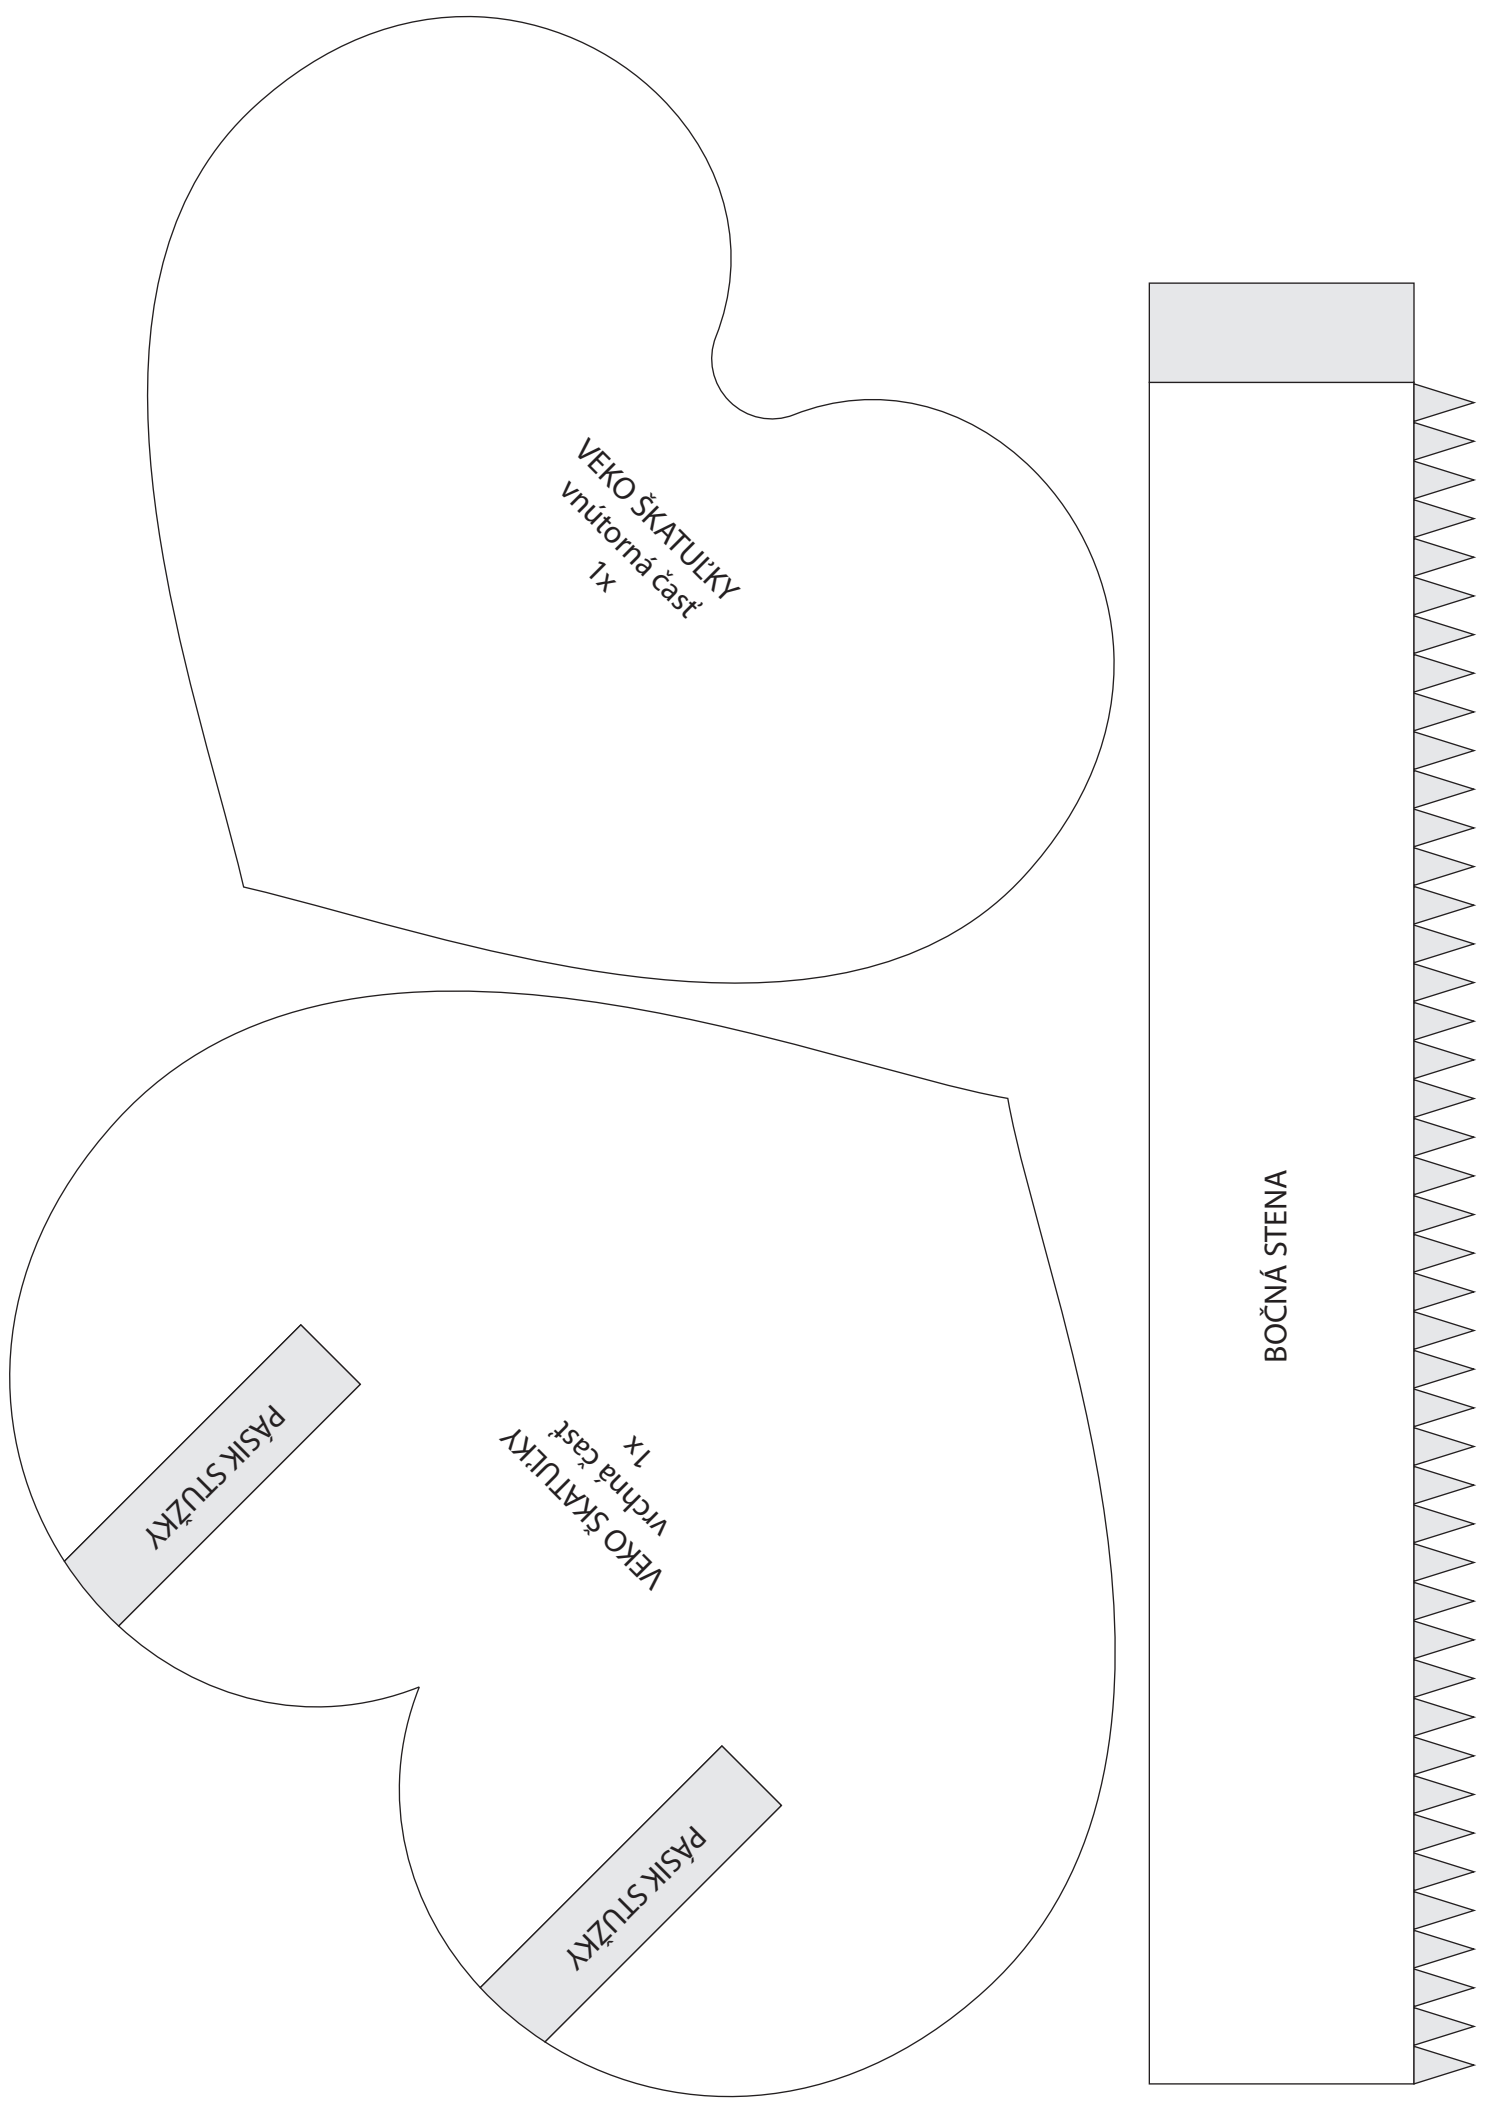 VEKO ŠKATUĽKY
vnútorná časť
1x
BOČNÁ STENA
PÁSIK STUŽKY
VEKO ŠKATUĽKY
vrchná časť
1x
PÁSIK STUŽKY